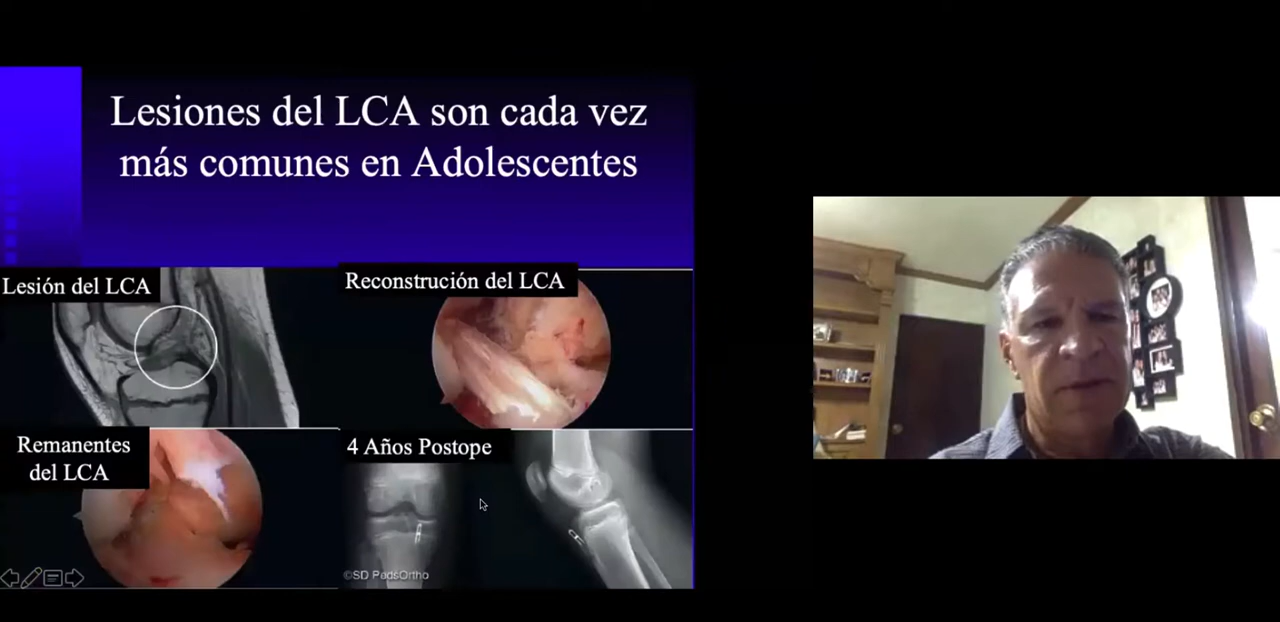 Lesiones del LCA son cada vez
más comunes en Adolescentes
Lesión del LCA
Reconstrución del LCA
Remanentes
del LCA
4 Años Postope
©SD PedsOrtho